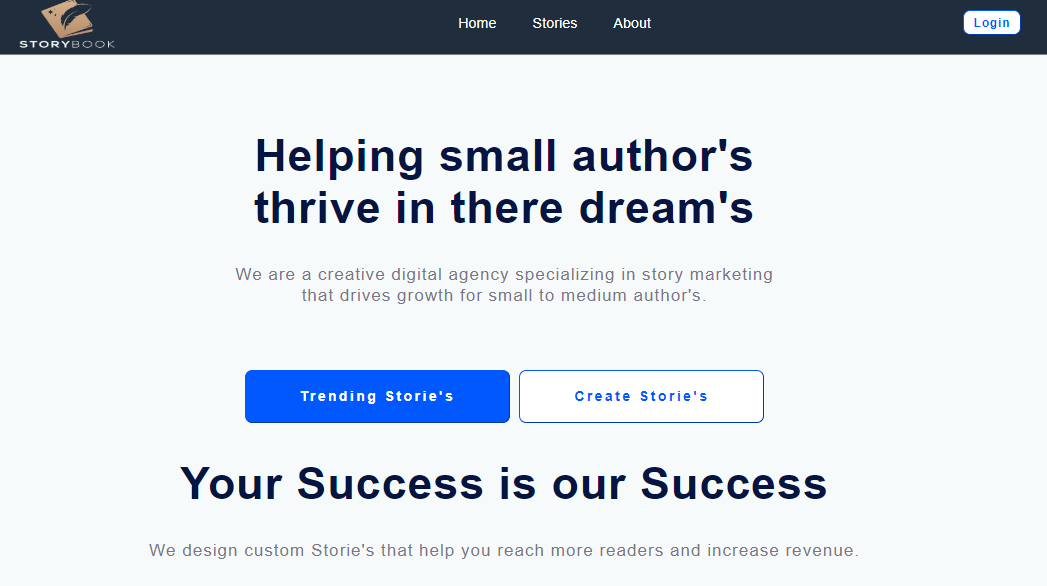 Home Stories About Login
STORYBOOK
Helping small author's
thrive in there dream's
We are a creative digital agency specializing in story marketing
that drives growth for small to medium author's.
Trending Storie's Create Storie's
Your Success is our Success
We design custom Storie's that help you reach more readers and increase revenue.